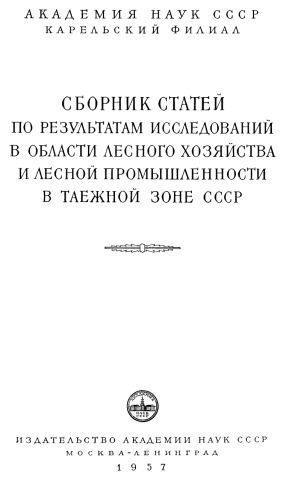 АКАДЕМИЯ НАУК СССР
КАРЕЛЬСКИЙ ФИЛИАЛ
СБОРНИК СТАТЕЙ
ПО РЕЗУЛЬТАТАМ ИССЛЕДОВАНИЙ
В ОБЛАСТИ ЛЕСНОГО ХОЗЯЙСТВА
И ЛЕСНОЙ ПРОМЫШЛЕННОСТИ
В ТАЕЖНОЙ ЗОНЕ СССР
ИЗДАТЕЛЬСТВО АКАДЕМИИ НАУК СССР
МОСКВА-ЛЕНИНГРАД
1957